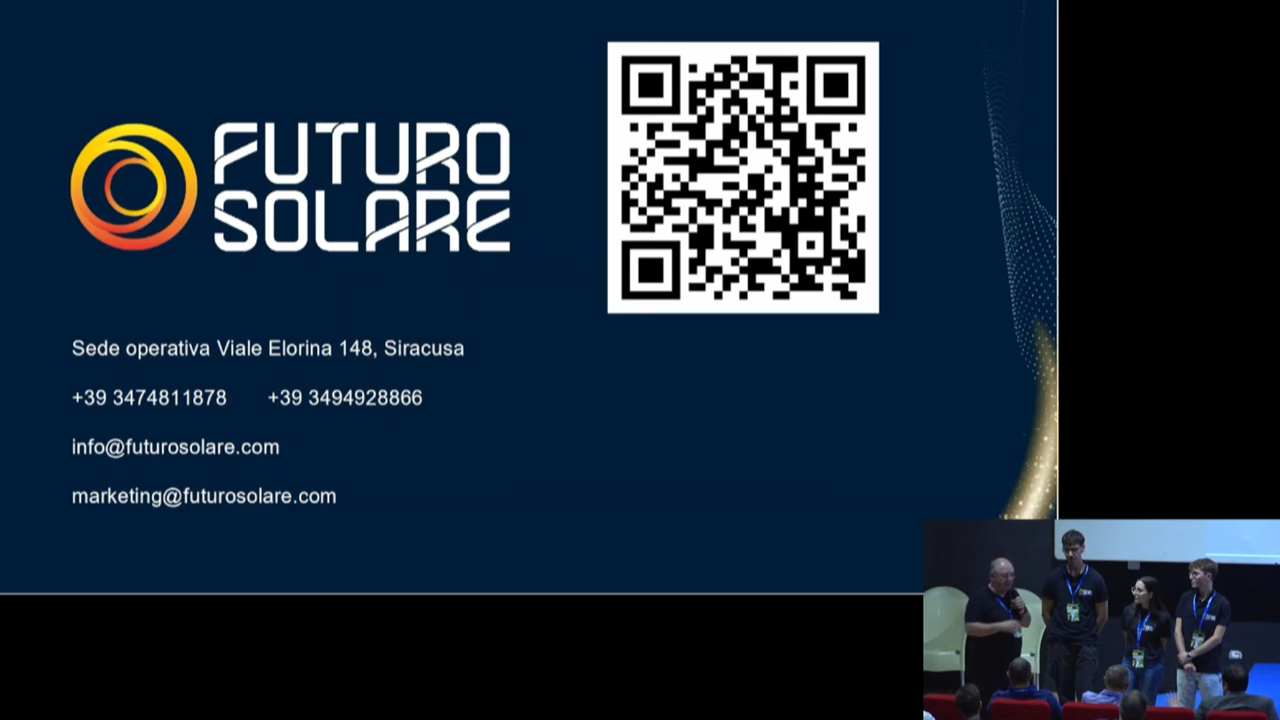 FUTURO
SOLARE
Sede operativa Viale Elorina 148, Siracusa
+39 3474811878 +39 3494928866
info@futurosolare.com
marketing@futurosolare.com